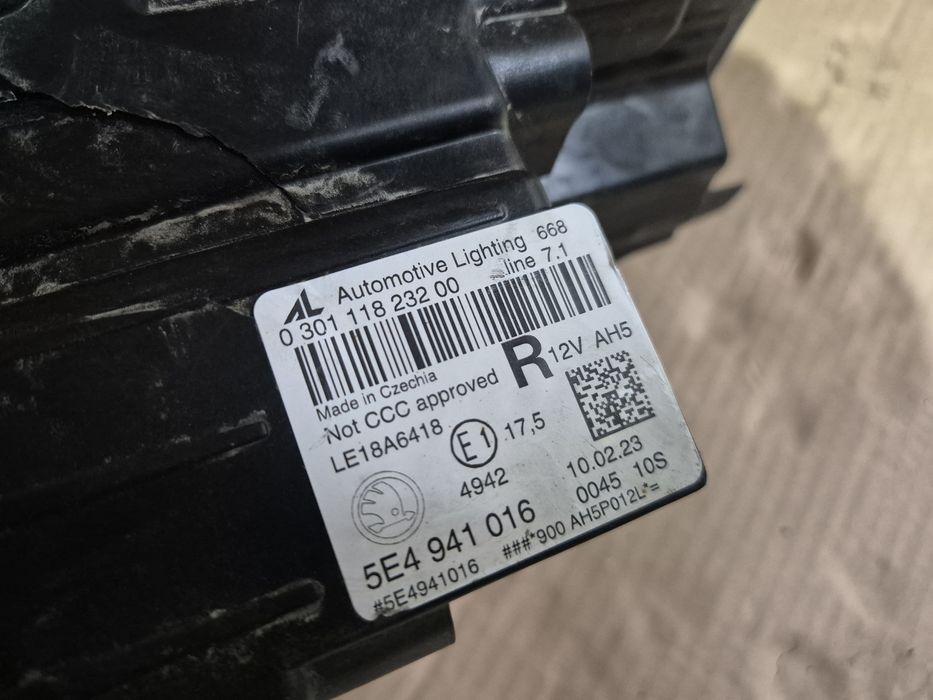 AL Automotive Lighting 668
0 301 118 232 00 line 7.1
Made in Czechia
Not CCC approved R 12V AH5
LE18A6418 E1 17,5
4942 10.02.23
0045 10S
5E4 941 016
#5E4941016 ###*900 AH5P012L*=